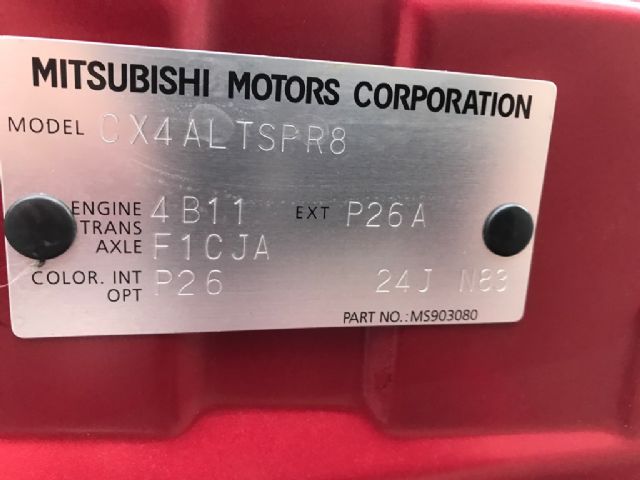 MITSUBISHI MOTORS CORPORATION
MODEL CX4ALTSPR8
ENGINE 4B11 EXT P26A
TRANS
AXLE F1CJA
COLOR. INT P26 24J N83
OPT
PART NO.: MS903080